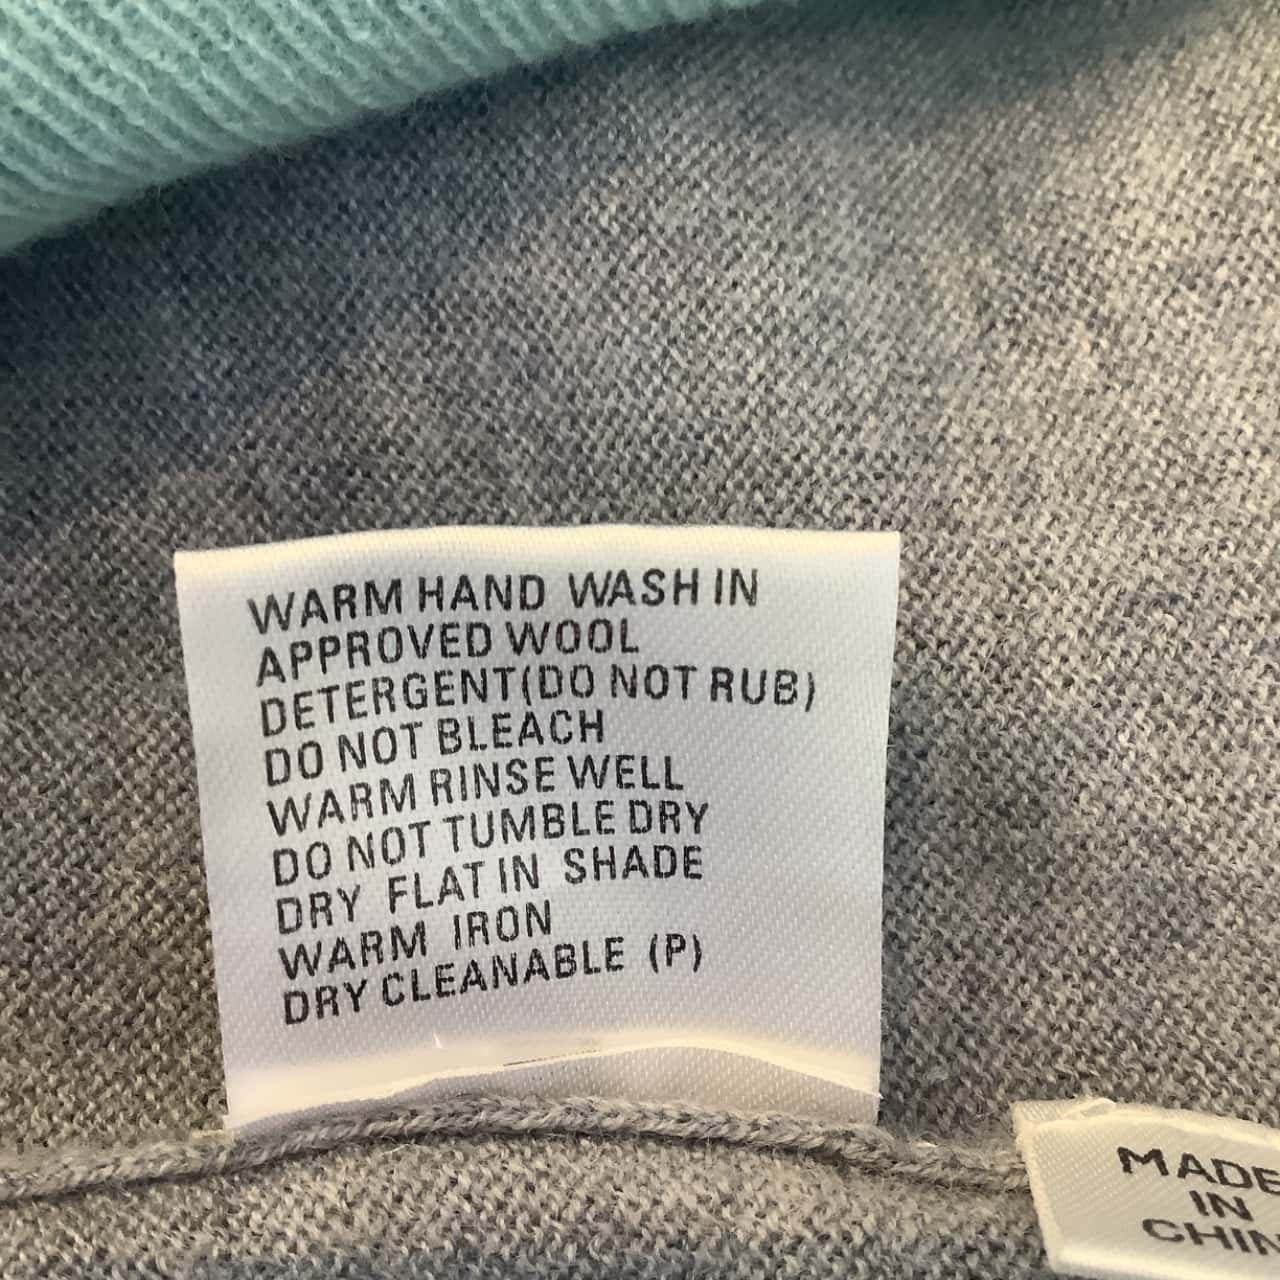 WARM HAND WASH IN
APPROVED WOOL
DETERGENT(DO NOT RUB)
DO NOT BLEACH
WARM RINSE WELL
DO NOT TUMBLE DRY
DRY FLAT IN SHADE
WARM IRON
DRY CLEANABLE (P)
MADE
IN
CHIN